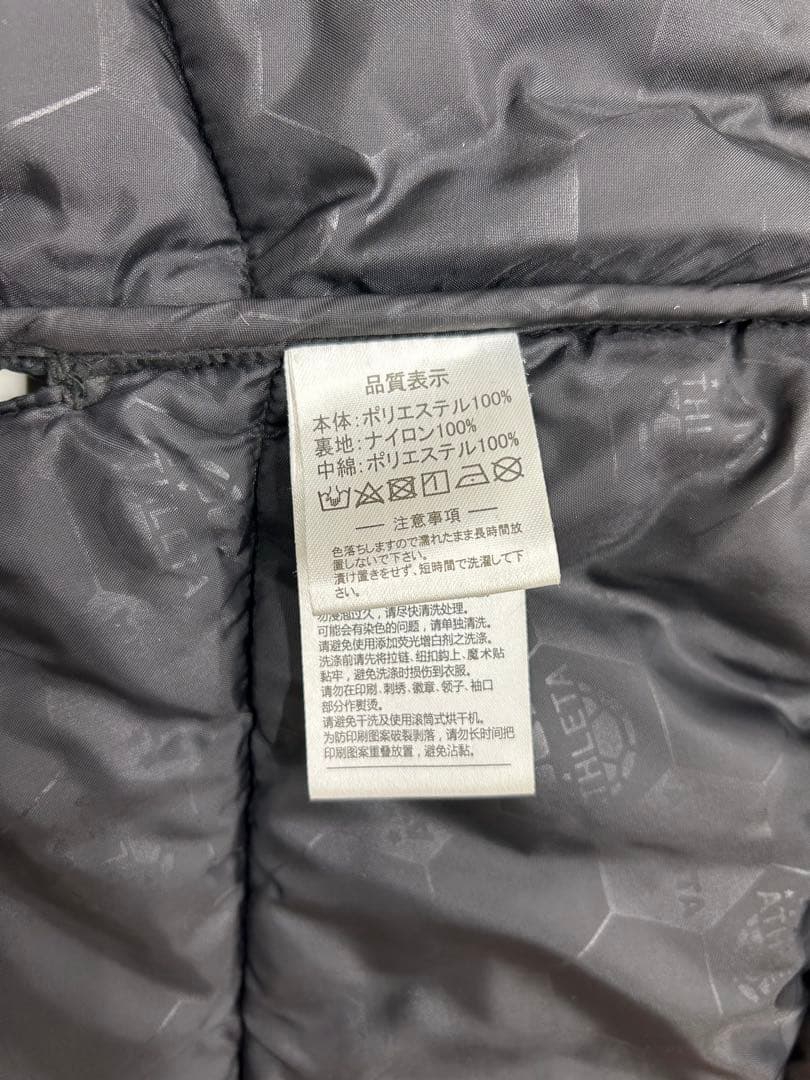 品質表示
本体:ポリエステル100%
裏地:ナイロン100%
中綿:ポリエステル100%
注意事項
色落ちしますので濡れたまま長時間放
置しないで下さい。
漬け置きをせず、短時間で洗濯して下
さい。
勿浸泡过久，请尽快清洗处理。
可能会有染色的问题，请单独清洗。
请避免使用添加荧光增白剂之洗涤。
洗涤前请先将拉链、纽扣鈎上、魔术贴
黏牢，避免洗涤时损伤到衣服。
请勿在印刷、刺绣、徽章、领子、袖口
部分作熨烫。
请避免干洗及使用滚筒式烘干机。
为防印刷图案破裂剥落，请勿长时间把
印刷图案重叠放置，避免沾黏。
THLETA